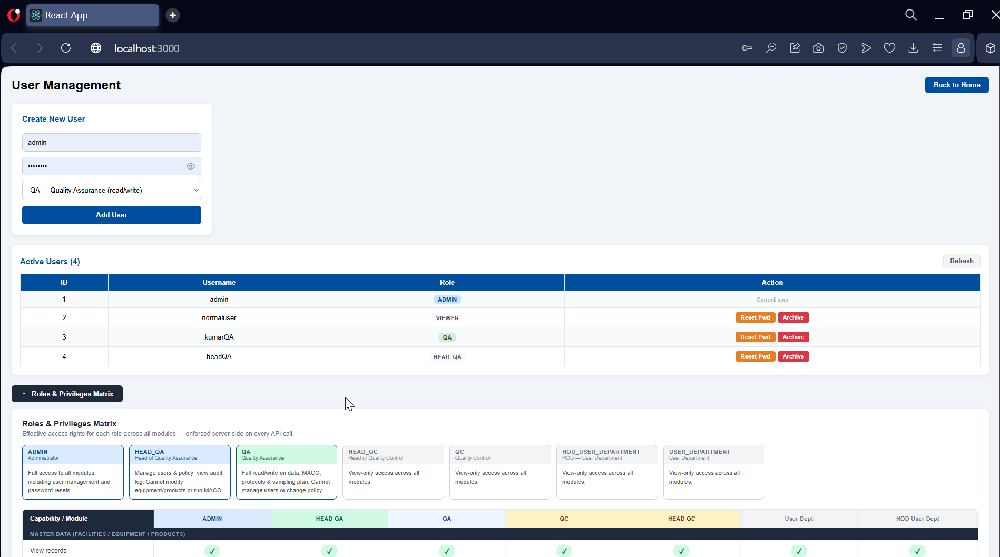 React App
localhost:3000
User Management
Back to Home
Create New User
admin
••••••••
QA — Quality Assurance (read/write)
Add User
Active Users (4)
Refresh
ID Username Role Action
1 admin ADMIN Current user
2 normaluser VIEWER Reset Pwd Archive
3 kumarQA QA Reset Pwd Archive
4 headQA HEAD_QA Reset Pwd Archive
Roles & Privileges Matrix
Roles & Privileges Matrix
Effective access rights for each role across all modules — enforced server-side on every API call.
ADMIN
Administrator
Full access to all modules
including user management and
password resets.
HEAD_QA
Head of Quality Assurance
Manage users & policy; view audit
log. Cannot modify
equipment/products or run MACO.
QA
Quality Assurance
Full read/write on data, MACO,
protocols & sampling plan. Cannot
manage users or change policy.
HEAD_QC
Head of Quality Control
View-only access across all
modules.
QC
Quality Control
View-only access across all
modules.
HOD_USER_DEPARTMENT
HOD — User Department
View-only access across all
modules.
USER_DEPARTMENT
User Department
View-only access across all
modules.
Capability / Module ADMIN HEAD QA QA QC HEAD QC User Dept HOD User Dept
MASTER DATA (FACILITIES / EQUIPMENT / PRODUCTS)
View records ✓ ✓ ✓ ✓ ✓ ✓ ✓